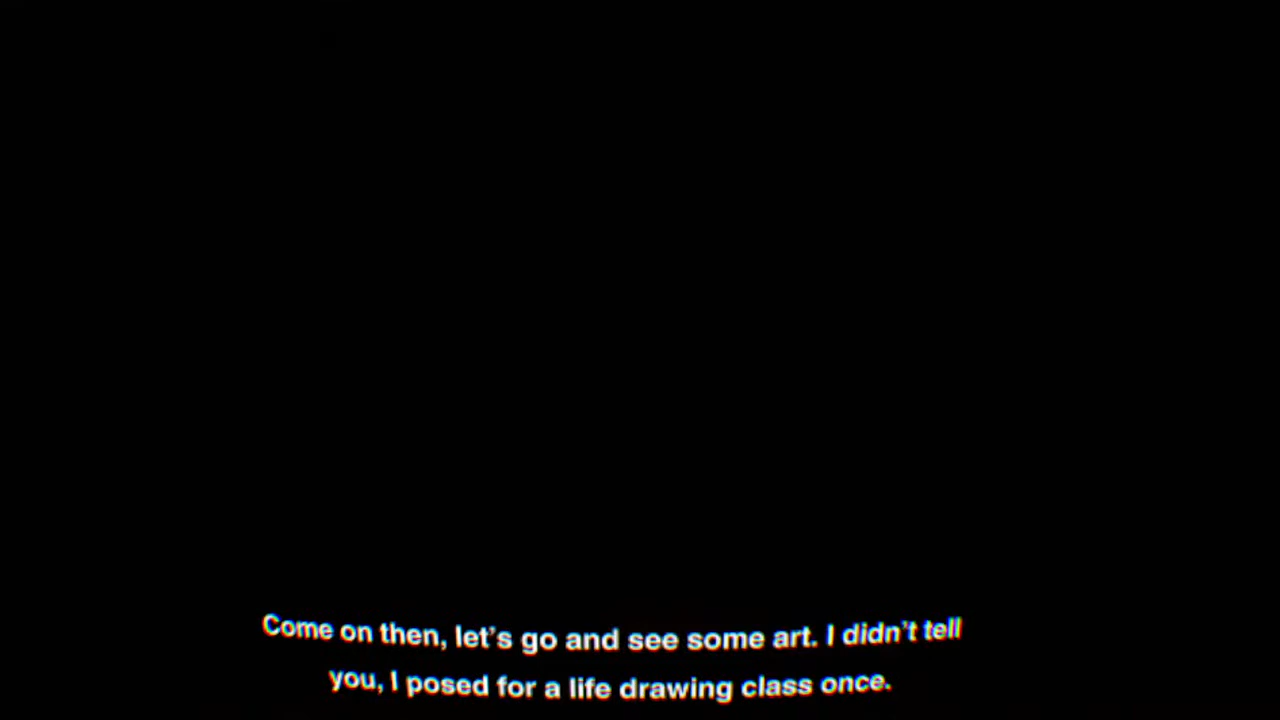 Come on then, let's go and see some art. I didn't tell
you, I posed for a life drawing class once.